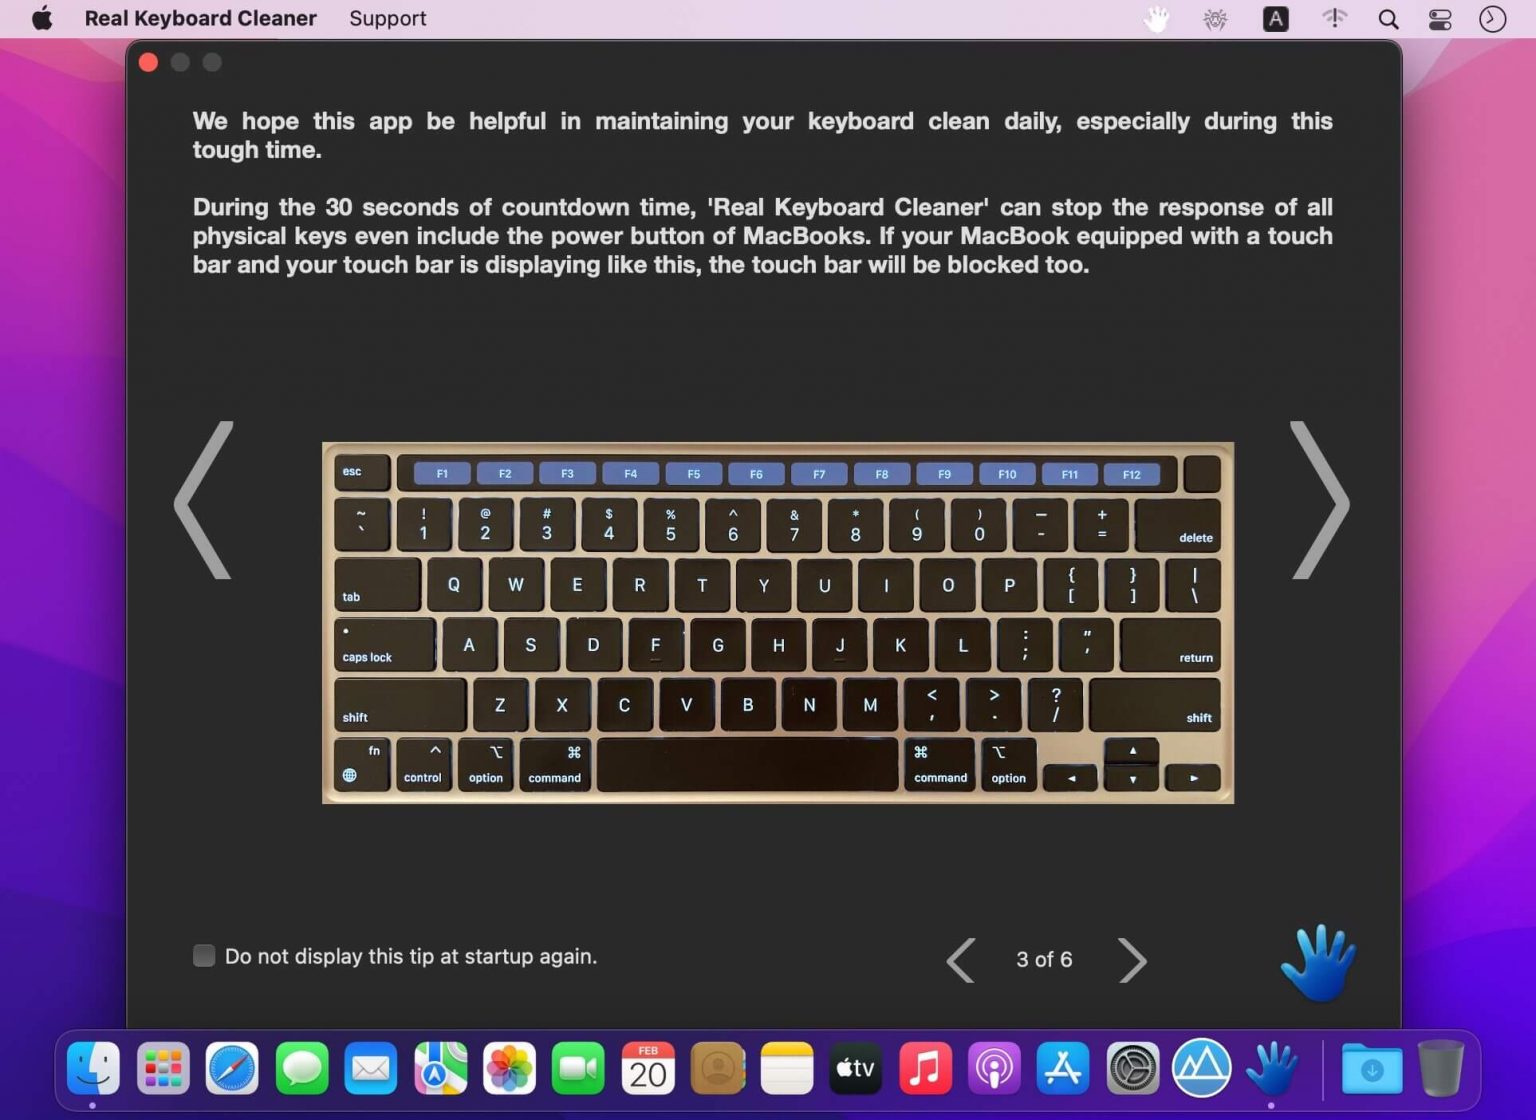 Real Keyboard Cleaner Support A
We hope this app be helpful in maintaining your keyboard clean daily, especially during this
tough time.
During the 30 seconds of countdown time, 'Real Keyboard Cleaner' can stop the response of all
physical keys even include the power button of MacBooks. If your MacBook equipped with a touch
bar and your touch bar is displaying like this, the touch bar will be blocked too.
esc F1 F2 F3 F4 F5 F6 F7 F8 F9 F10 F11 F12
~ ! @ # $ % ^ & * ( ) — +
` 1 2 3 4 5 6 7 8 9 0 - = delete
tab Q W E R T Y U I O P { [ } ] | \
caps lock A S D F G H J K L : ; " ' return
shift Z X C V B N M < , > . ? / shift
fn ^ ⌥ ⌘ ⌘ ⌥ ▲
control option command command option ◄ ▼ ►
Do not display this tip at startup again.
3 of 6
FEB
20
tv